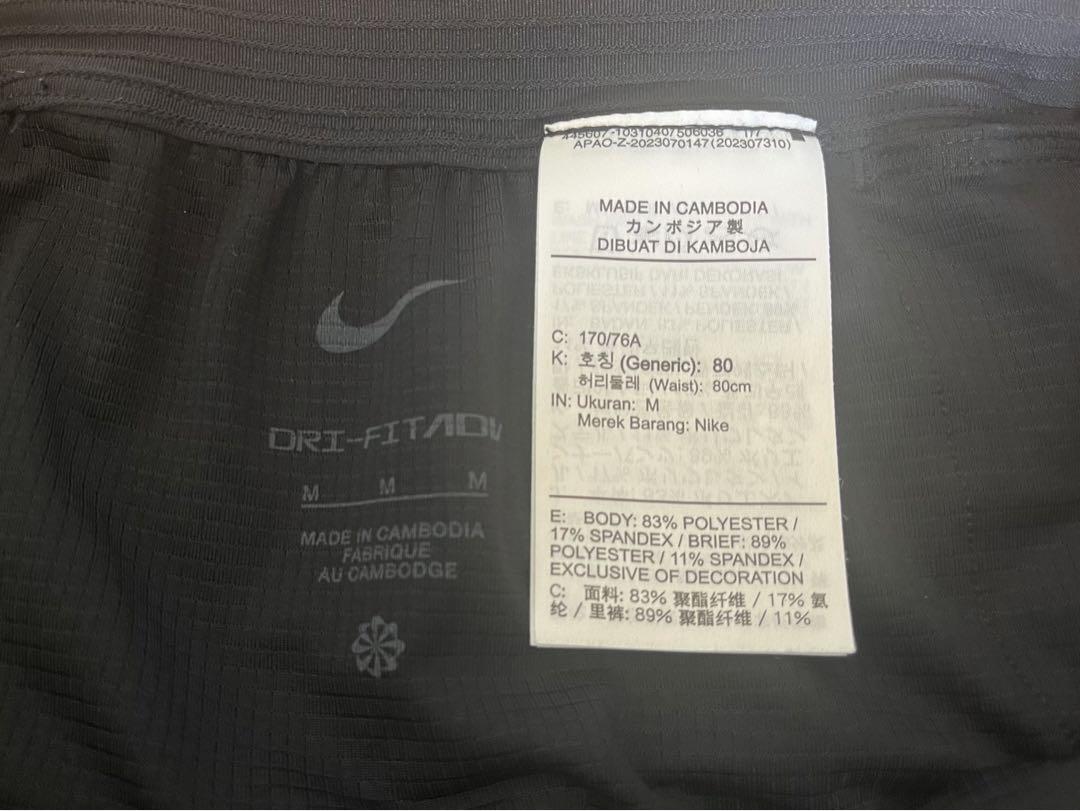 APAO-Z-2023070147(202307310)
MADE IN CAMBODIA
カンボジア製
DIBUAT DI KAMBOJA
C: 170/76A
K: 호칭 (Generic): 80
허리둘레 (Waist): 80cm
IN: Ukuran: M
Merek Barang: Nike
E: BODY: 83% POLYESTER /
17% SPANDEX / BRIEF: 89%
POLYESTER / 11% SPANDEX /
EXCLUSIVE OF DECORATION
C: 面料: 83% 聚酯纤维 / 17% 氨
纶 / 里裤: 89% 聚酯纤维 / 11%
DRI-FIT ADV
M M M
MADE IN CAMBODIA
FABRIQUE
AU CAMBODGE